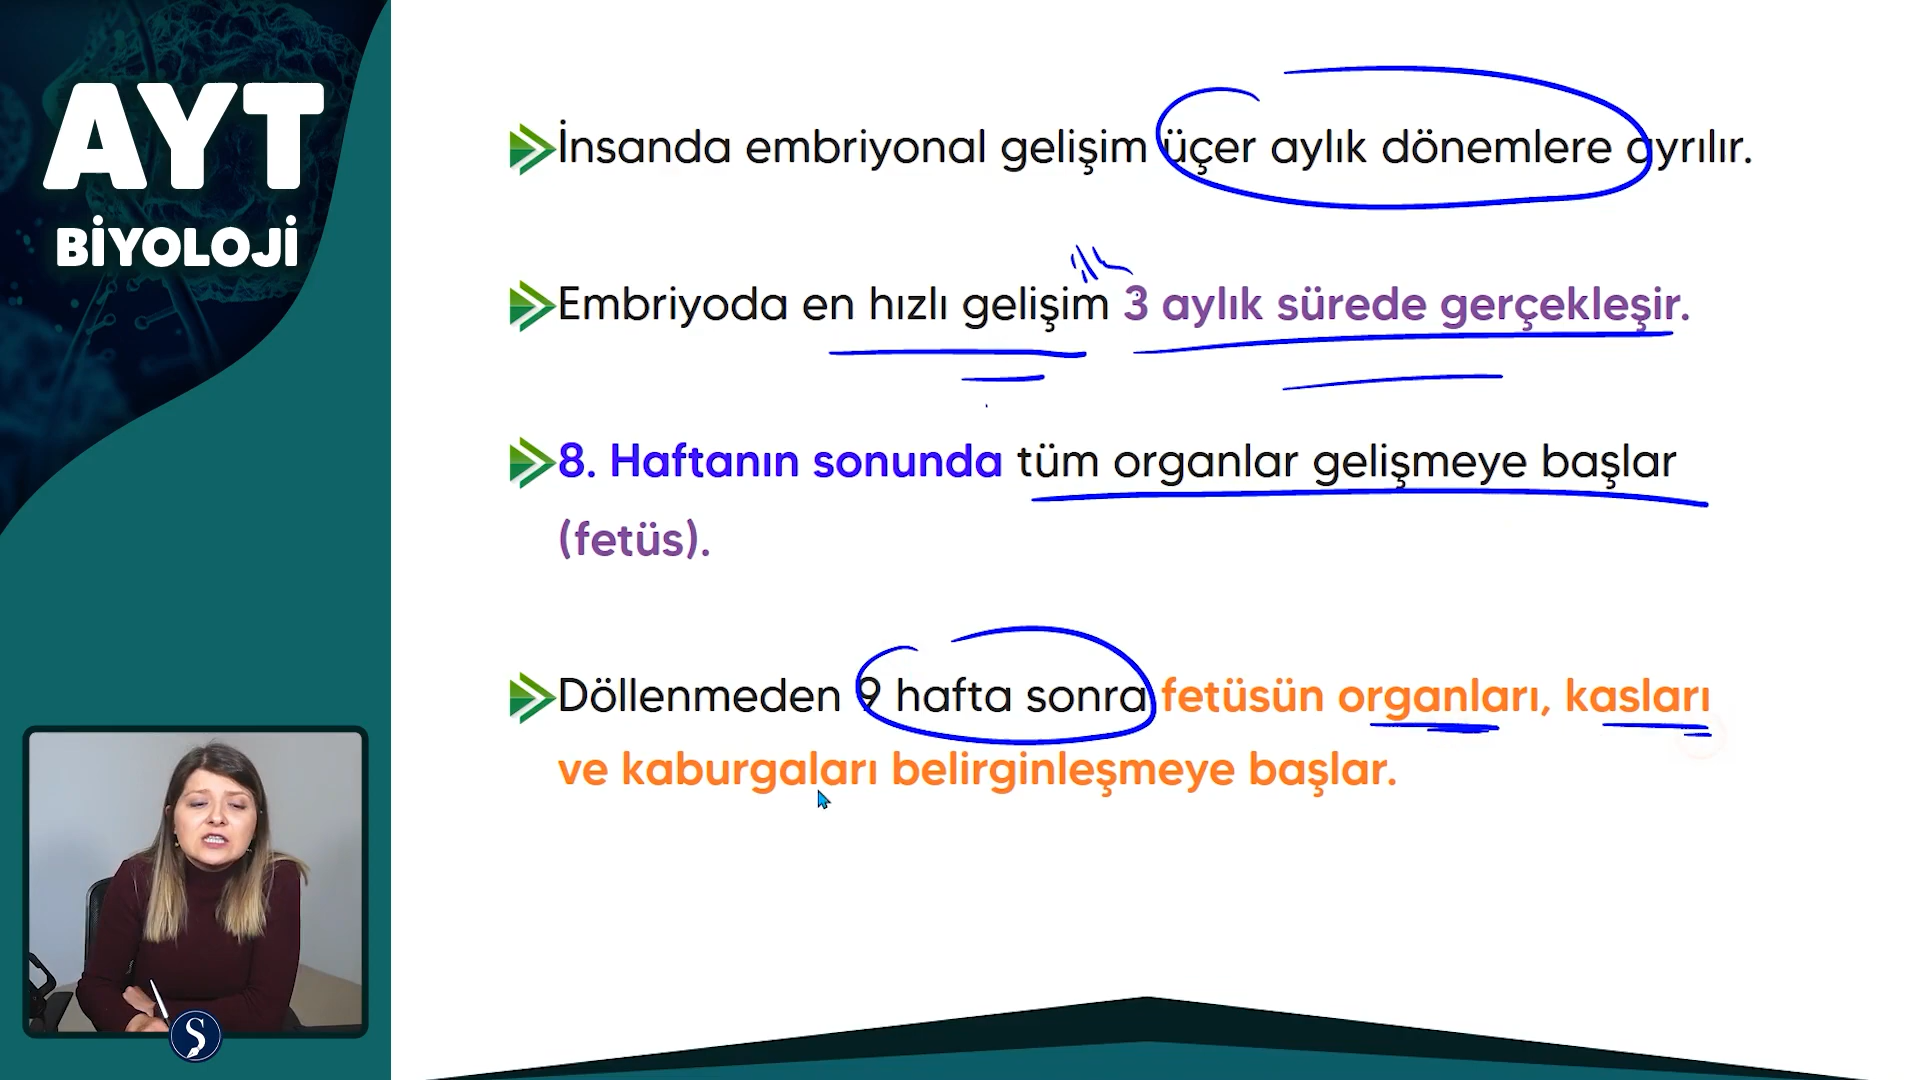 AYT
BİYOLOJİ
İnsanda embriyonal gelişim üçer aylık dönemlere ayrılır.
Embriyoda en hızlı gelişim 3 aylık sürede gerçekleşir.
8. Haftanın sonunda tüm organlar gelişmeye başlar
(fetüs).
Döllenmeden 9 hafta sonra fetüsün organları, kasları
ve kaburgaları belirginleşmeye başlar.
S